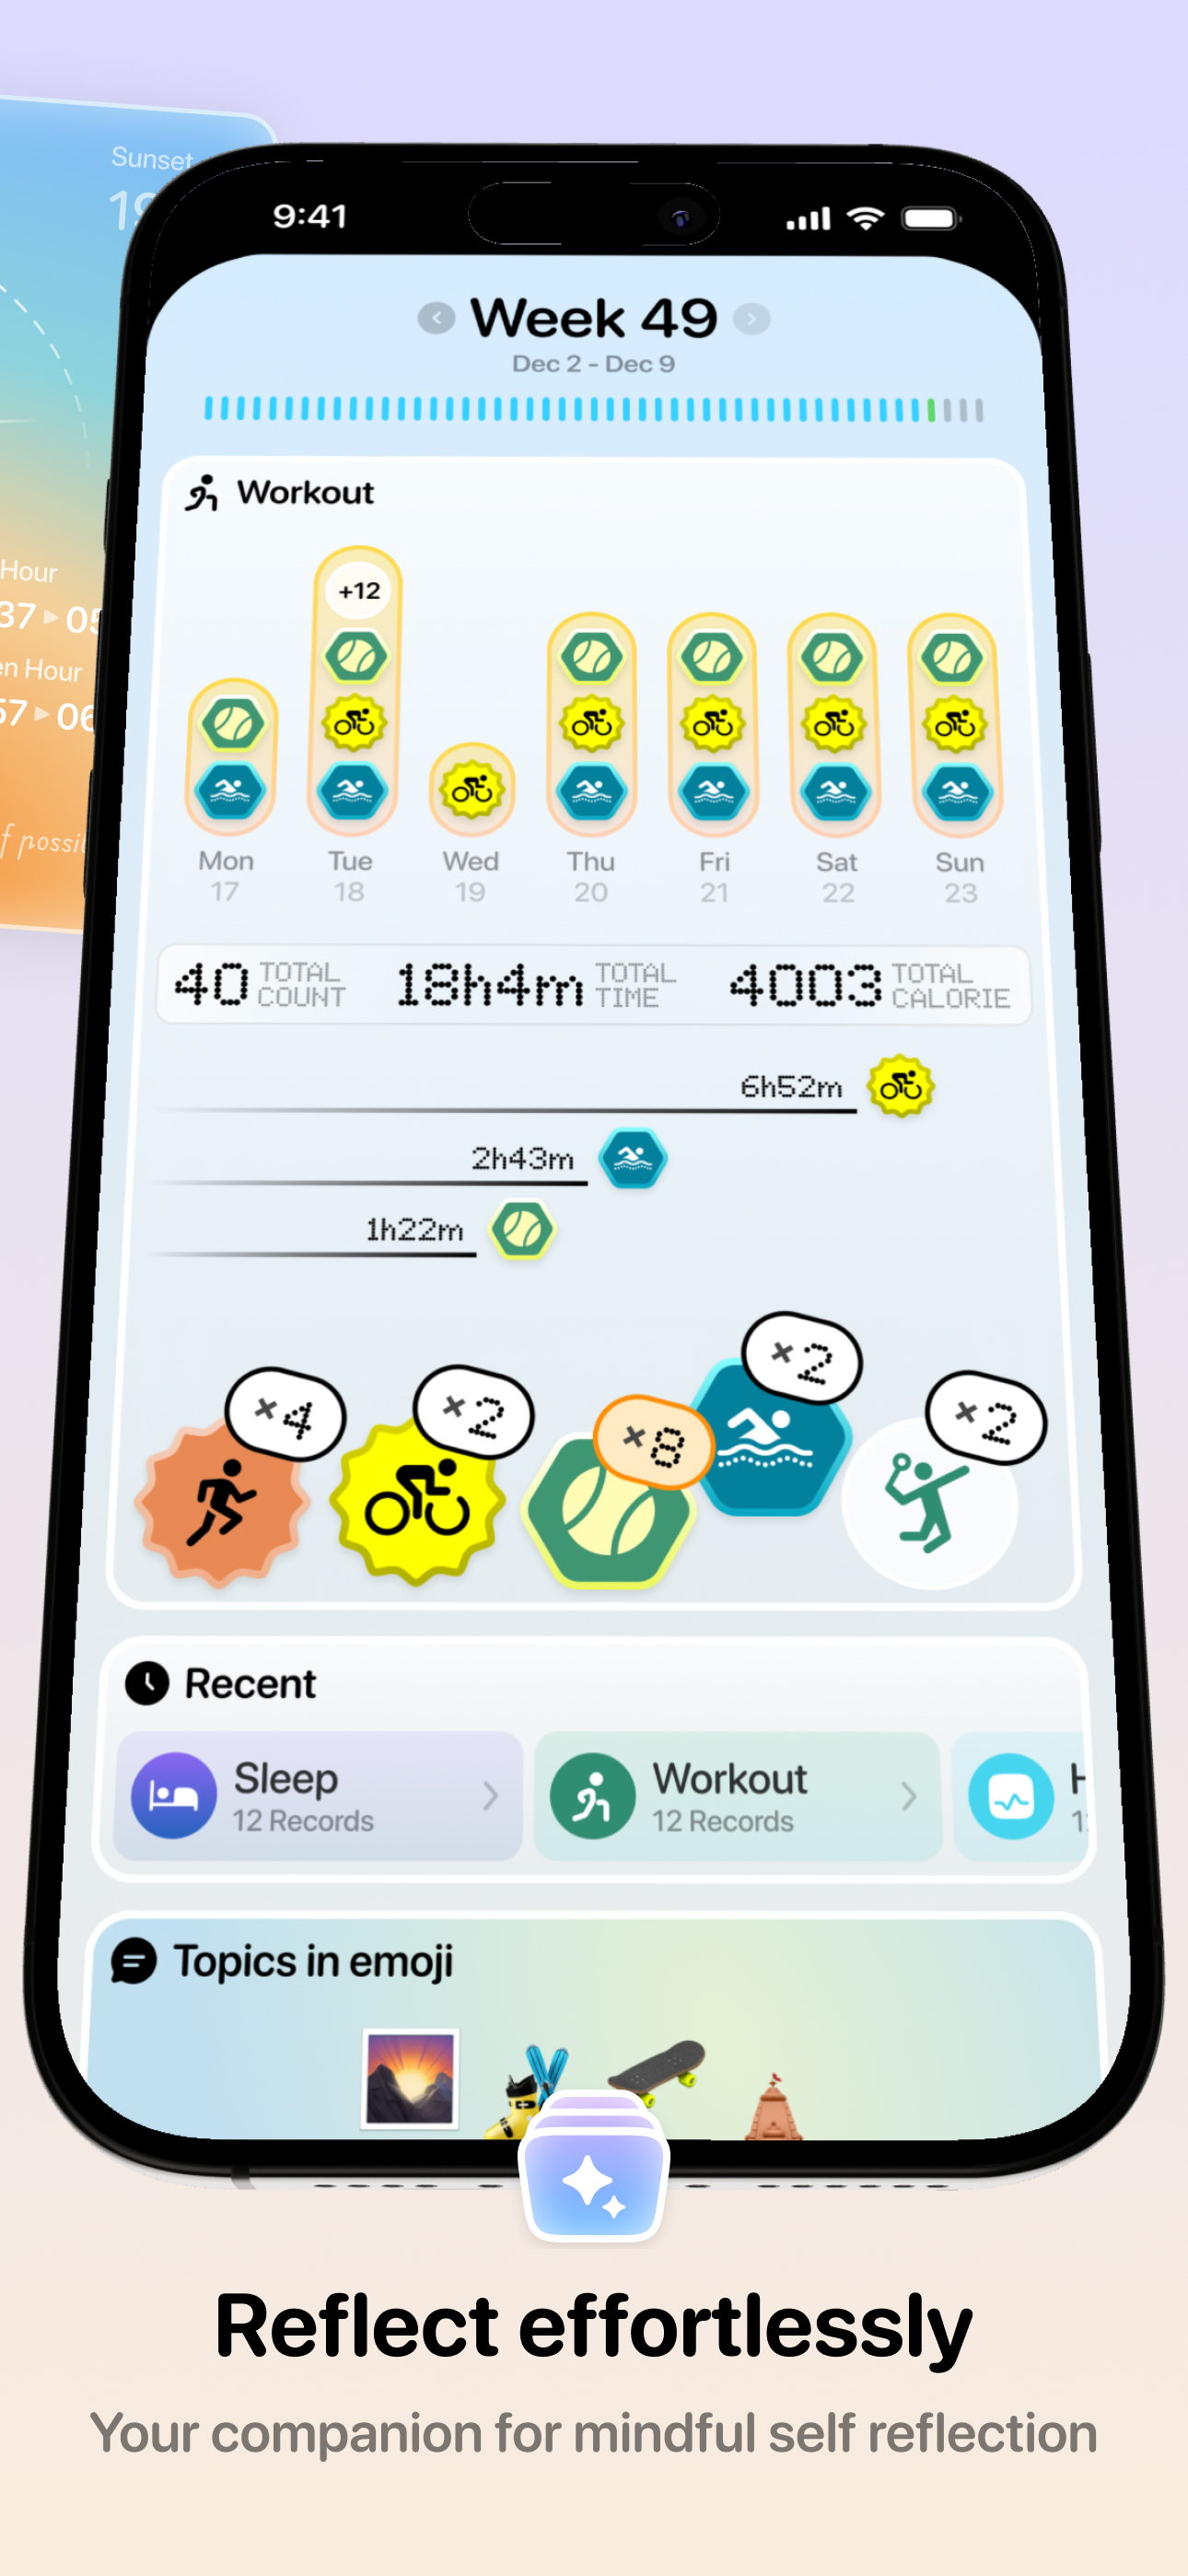 Sunset
9:41
Week 49
Dec 2 - Dec 9
Workout
+12
Mon Tue Wed Thu Fri Sat Sun
17 18 19 20 21 22 23
40 TOTAL COUNT 18h4m TOTAL TIME 4003 TOTAL CALORIE
6h52m
2h43m
1h22m
×4 ×2 ×8 ×2 ×2
Hour
37 ▸ 05
en Hour
57 ▸ 06
f possi
Recent
Sleep
12 Records
Workout
12 Records
Topics in emoji
Reflect effortlessly
Your companion for mindful self reflection